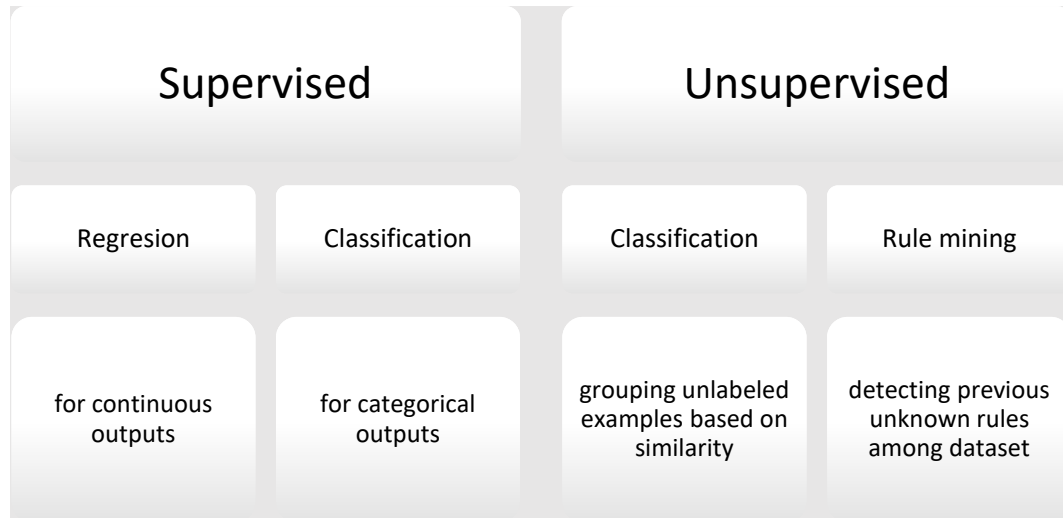 Supervised
Unsupervised
Regresion
Classification
Classification
Rule mining
for continuous
outputs
for categorical
outputs
grouping unlabeled
examples based on
similarity
detecting previous
unknown rules
among dataset